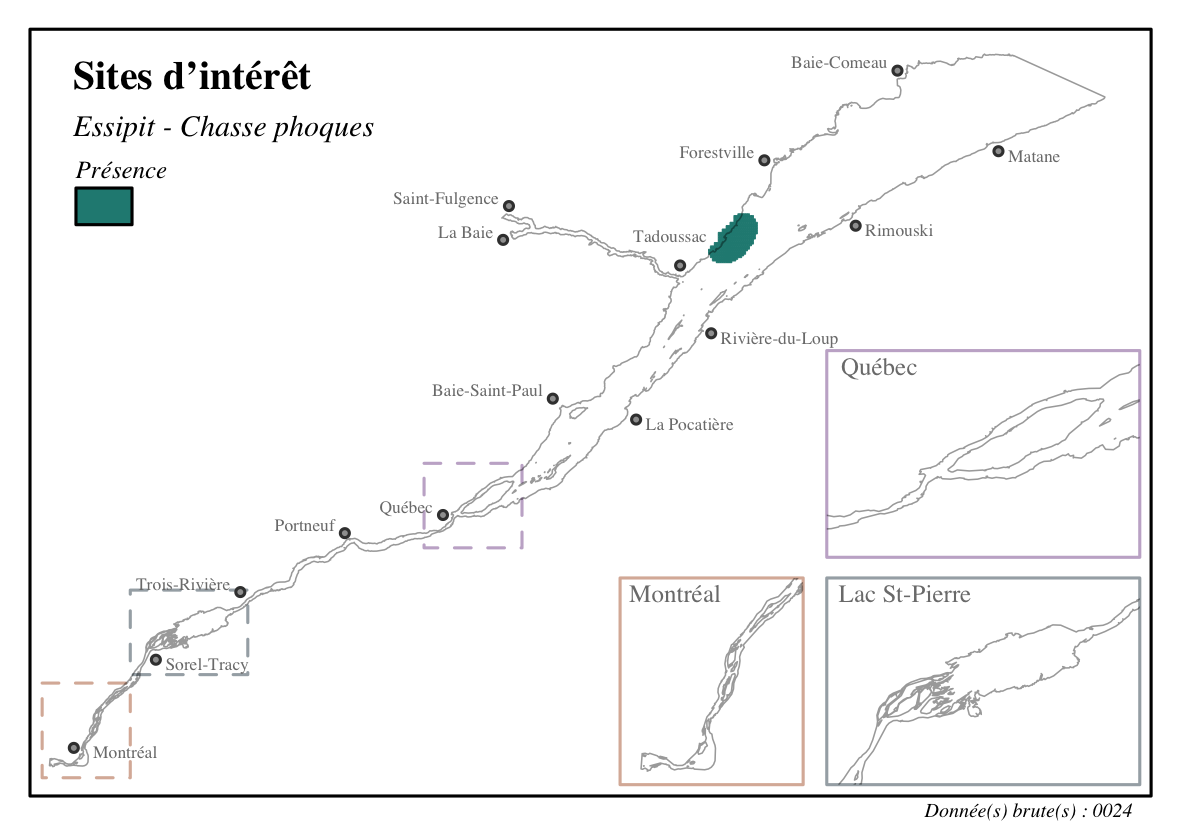 Sites d’intérêt
Essipit - Chasse phoques
Présence
Baie-Comeau
Forestville
Matane
Saint-Fulgence
La Baie
Tadoussac
Rimouski
Rivière-du-Loup
Baie-Saint-Paul
La Pocatière
Québec
Portneuf
Trois-Rivière
Sorel-Tracy
Montréal
Québec
Montréal
Lac St-Pierre
Donnée(s) brute(s) : 0024